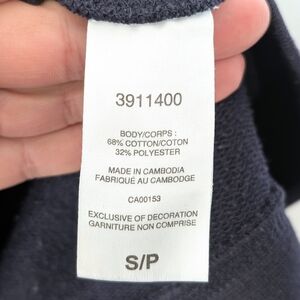 3911400
BODY/CORPS :
68% COTTON/COTON
32% POLYESTER
MADE IN CAMBODIA
FABRIQUÉ AU CAMBODGE
CA00153
EXCLUSIVE OF DECORATION
GARNITURE NON COMPRISE
S/P